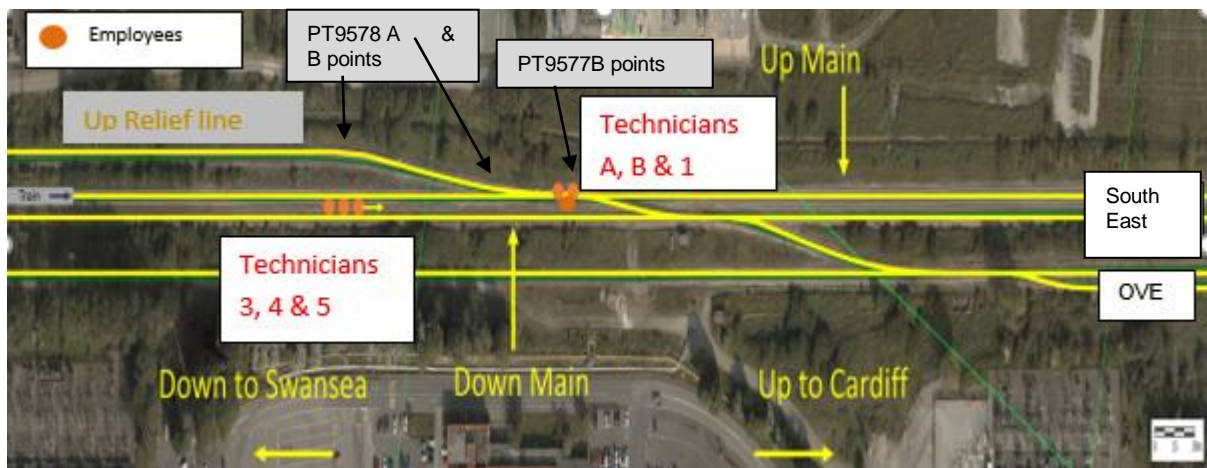 Employees
PT9578 A &
B points
PT9577B points
Up Main
Up Relief line
Technicians
A, B & 1
Train
South
East
Technicians
3, 4 & 5
OVE
Down to Swansea
Down Main
Up to Cardiff